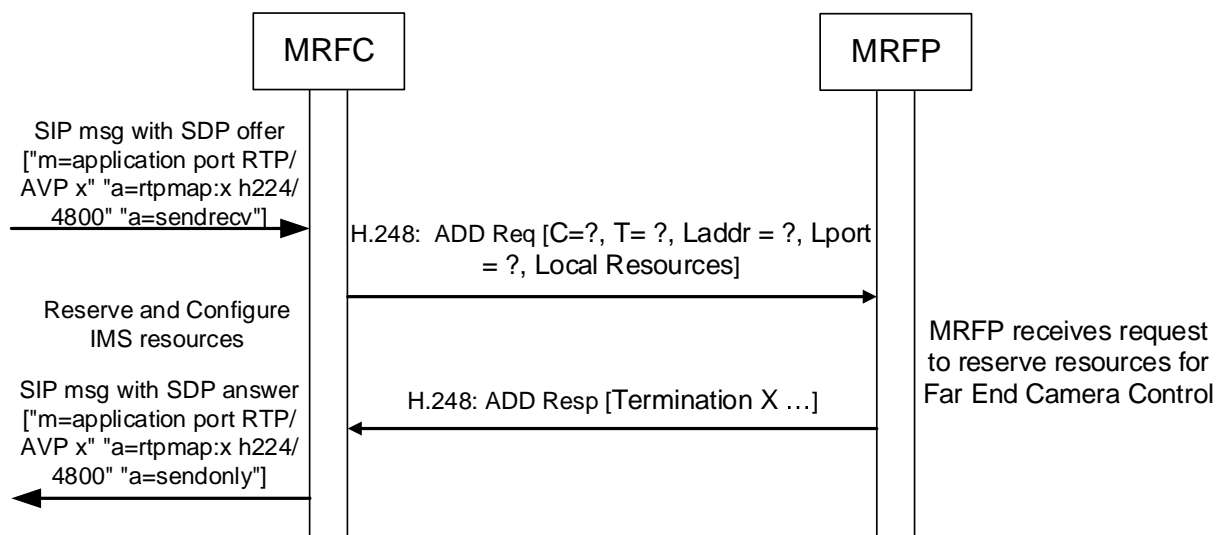 MRFC
MRFP
SIP msg with SDP offer
["m=application port RTP/
AVP x" "a=rtpmap:x h224/
4800" "a=sendrecv"]
H.248:  ADD Req [C=?, T= ?, Laddr = ?, Lport
= ?, Local Resources]
Reserve and Configure
IMS resources
MRFP receives request
to reserve resources for
Far End Camera Control
SIP msg with SDP answer
["m=application port RTP/
AVP x" "a=rtpmap:x h224/
4800" "a=sendonly"]
H.248: ADD Resp [Termination X …]